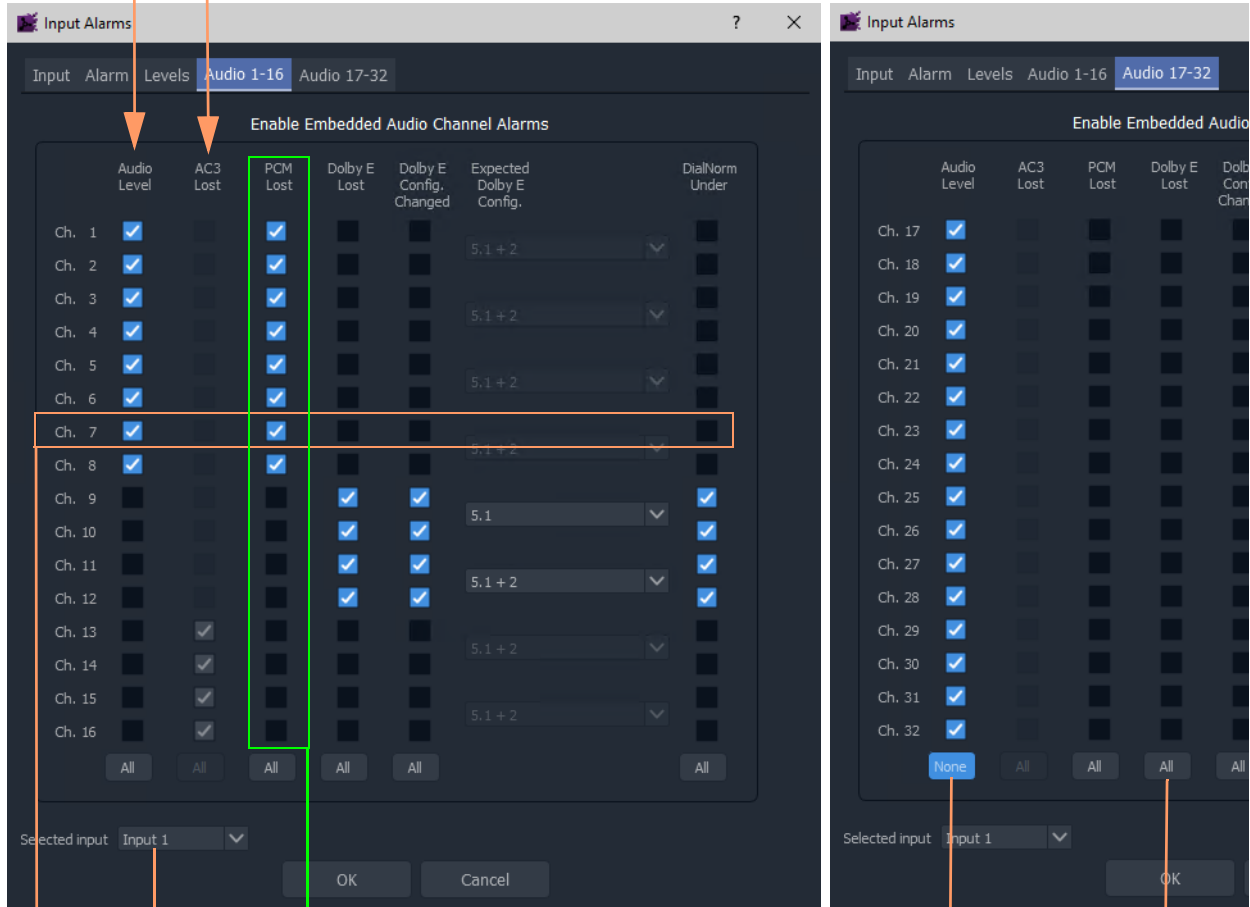 Input Alarms ?
Input Alarm Levels Audio 1-16 Audio 17-32
Enable Embedded Audio Channel Alarms
Audio Level AC3 Lost PCM Lost Dolby E Lost Dolby E Config. Changed Expected Dolby E Config. DialNorm Under
Ch. 1 5.1 + 2
Ch. 2
Ch. 3 5.1 + 2
Ch. 4
Ch. 5 5.1 + 2
Ch. 6
Ch. 7 5.1 + 2
Ch. 8
Ch. 9 5.1
Ch. 10
Ch. 11 5.1 + 2
Ch. 12
Ch. 13 5.1 + 2
Ch. 14
Ch. 15 5.1 + 2
Ch. 16
All All All All All All
Selected input Input 1
OK Cancel
Input Alarms
Input Alarm Levels Audio 1-16 Audio 17-32
Enable Embedded Audio
Audio Level AC3 Lost PCM Lost Dolby E Lost Dolb Con Chan
Ch. 17
Ch. 18
Ch. 19
Ch. 20
Ch. 21
Ch. 22
Ch. 23
Ch. 24
Ch. 25
Ch. 26
Ch. 27
Ch. 28
Ch. 29
Ch. 30
Ch. 31
Ch. 32
None All All All All
Selected input Input 1
OK